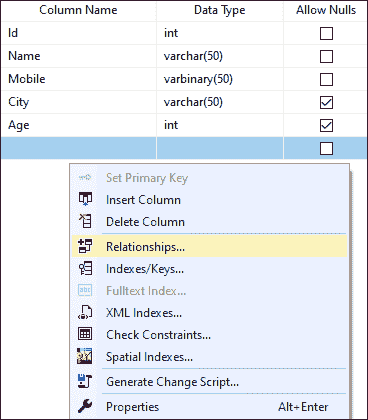 Column Name Data Type Allow Nulls
Id int
Name varchar(50)
Mobile varbinary(50)
City varchar(50)
Age int
Set Primary Key
Insert Column
Delete Column
Relationships...
Indexes/Keys...
Fulltext Index...
XML Indexes...
Check Constraints...
Spatial Indexes...
Generate Change Script...
Properties Alt+Enter